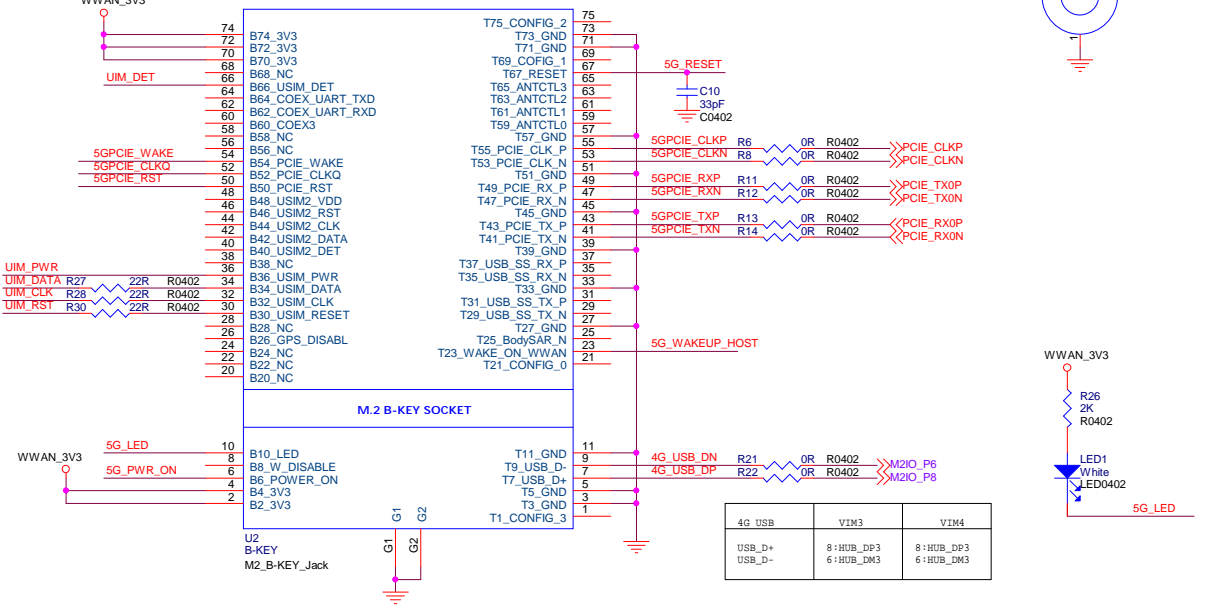 WWAN_3V3
74 B74_3V3
72 B72_3V3
70 B70_3V3
68 B68_NC
UIM_DET 66 B66_USIM_DET
64 B64_COEX_UART_TXD
62 B62_COEX_UART_RXD
60 B60_COEX3
58 B58_NC
56 B56_NC
5GPCIE_WAKE 54 B54_PCIE_WAKE
5GPCIE_CLKQ 52 B52_PCIE_CLKQ
5GPCIE_RST 50 B50_PCIE_RST
48 B48_USIM2_VDD
46 B46_USIM2_RST
44 B44_USIM2_CLK
42 B42_USIM2_DATA
40 B40_USIM2_DET
38 B38_NC
UIM_PWR 36 B36_USIM_PWR
UIM_DATA R27 22R R0402 34 B34_USIM_DATA
UIM_CLK R28 22R R0402 32 B32_USIM_CLK
UIM_RST R30 22R R0402 30 B30_USIM_RESET
28 B28_NC
26 B26_GPS_DISABL
24 B24_NC
22 B22_NC
20 B20_NC
T75_CONFIG_2 75
T73_GND 73
T71_GND 71
T69_COFIG_1 69
T67_RESET 67 5G_RESET
T65_ANTCTL3 65
T63_ANTCTL2 63
T61_ANTCTL1 61
T59_ANTCTL0 59
T57_GND 57
T55_PCIE_CLK_P 55 5GPCIE_CLKP R6 0R R0402 PCIE_CLKP
T53_PCIE_CLK_N 53 5GPCIE_CLKN R8 0R R0402 PCIE_CLKN
T51_GND 51
T49_PCIE_RX_P 49 5GPCIE_RXP R11 0R R0402 PCIE_TX0P
T47_PCIE_RX_N 47 5GPCIE_RXN R12 0R R0402 PCIE_TX0N
T45_GND 45
T43_PCIE_TX_P 43 5GPCIE_TXP R13 0R R0402 PCIE_RX0P
T41_PCIE_TX_N 41 5GPCIE_TXN R14 0R R0402 PCIE_RX0N
T39_GND 39
T37_USB_SS_RX_P 37
T35_USB_SS_RX_N 35
T33_GND 33
T31_USB_SS_TX_P 31
T29_USB_SS_TX_N 29
T27_GND 27
T25_BodySAR_N 25
T23_WAKE_ON_WWAN 23 5G_WAKEUP_HOST
T21_CONFIG_0 21
C10
33pF
C0402
1
M.2 B-KEY SOCKET
WWAN_3V3
5G_LED 10 B10_LED
8 B8_W_DISABLE
5G_PWR_ON 6 B6_POWER_ON
4 B4_3V3
2 B2_3V3
T11_GND 11
T9_USB_D- 9 4G_USB_DN R21 0R R0402 M2IO_P6
T7_USB_D+ 7 4G_USB_DP R22 0R R0402 M2IO_P8
T5_GND 5
T3_GND 3
T1_CONFIG_3 1
G1 G2
G1 G2
U2
B-KEY
M2_B-KEY_Jack
WWAN_3V3
R26
2K
R0402
LED1
White
LED0402
5G_LED
4G USB VIM3 VIM4
USB_D+ 8:HUB_DP3 8:HUB_DP3
USB_D- 6:HUB_DM3 6:HUB_DM3